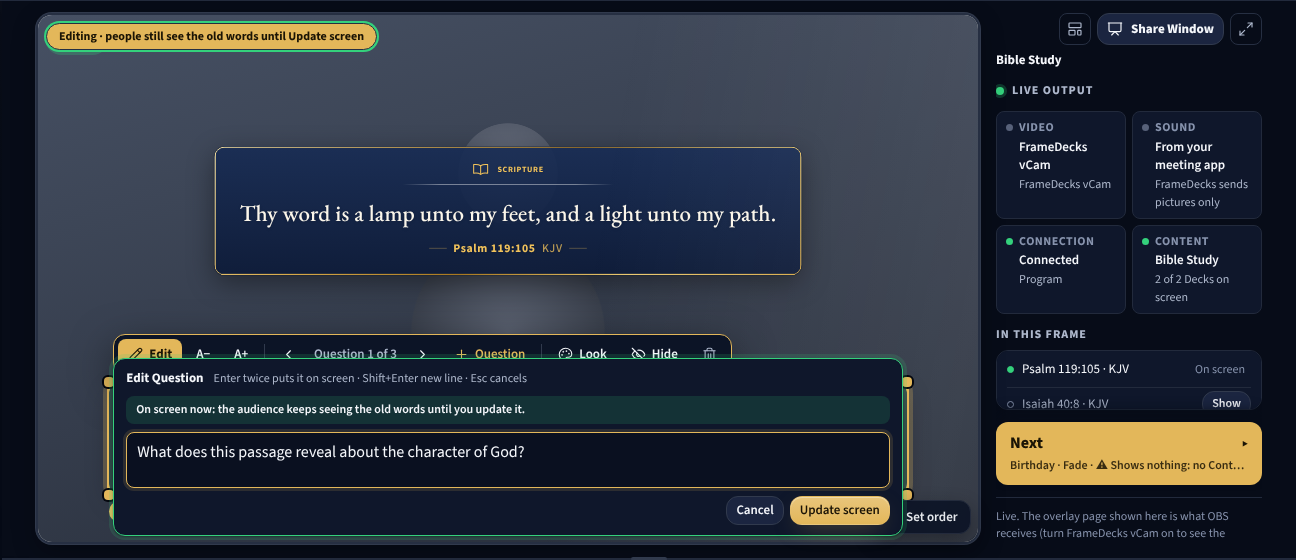 Editing · people still see the old words until Update screen
SCRIPTURE
Thy word is a lamp unto my feet, and a light unto my path.
Psalm 119:105 KJV
Edit A− A+ Question 1 of 3 + Question Look Hide
Edit Question Enter twice puts it on screen · Shift+Enter new line · Esc cancels
On screen now: the audience keeps seeing the old words until you update it.
What does this passage reveal about the character of God?
Cancel Update screen
Set order
Share Window
Bible Study
LIVE OUTPUT
VIDEO
FrameDecks
vCam
FrameDecks vCam
SOUND
From your
meeting app
FrameDecks sends
pictures only
CONNECTION
Connected
Program
CONTENT
Bible Study
2 of 2 Decks on
screen
IN THIS FRAME
Psalm 119:105 · KJV On screen
Isaiah 40:8 · KJV Show
Next
Birthday · Fade · ⚠ Shows nothing: no Cont…
Live. The overlay page shown here is what OBS
receives (turn FrameDecks vCam on to see the